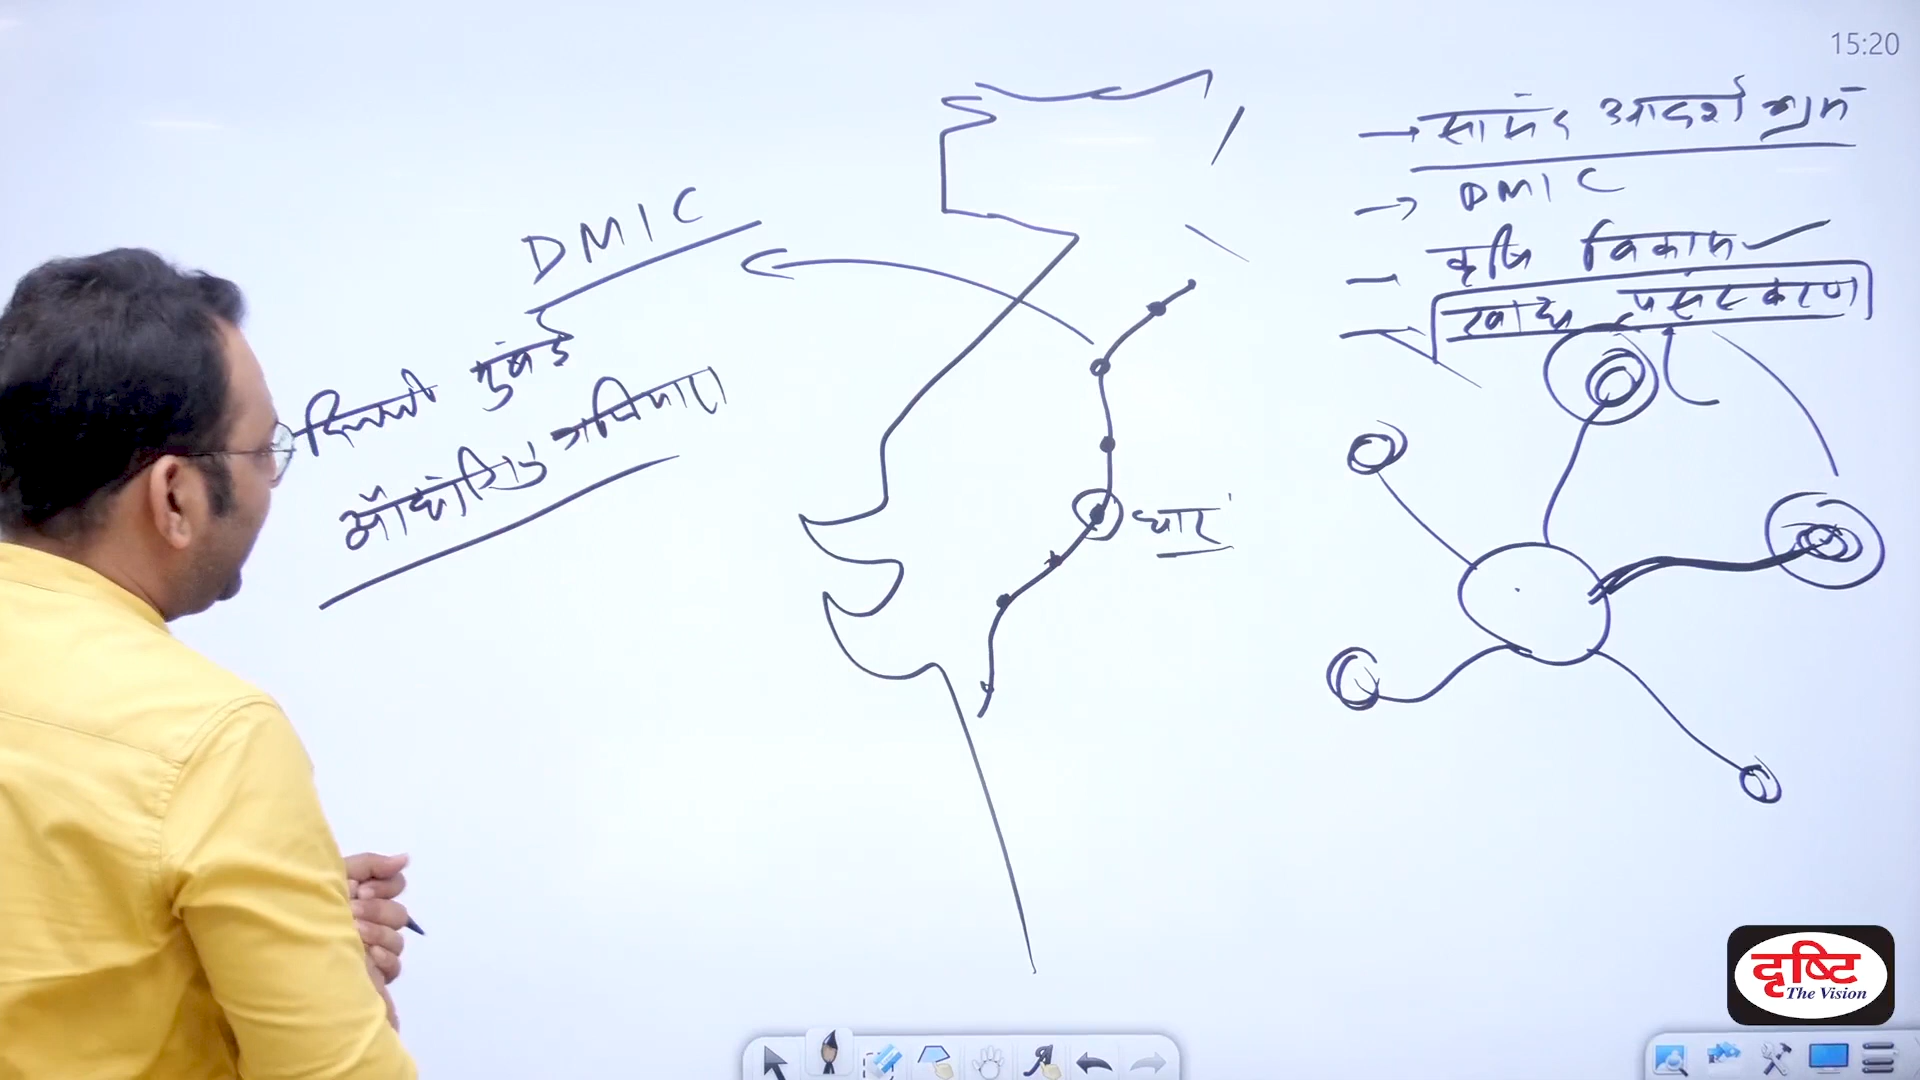 15:20
DMIC
दिल्ली मुंबई
औद्योगिक गलियारा
धार
→ सांसद आदर्श ग्राम
→ DMIC
- कृषि विकास ✓
खाद्य प्रसंस्करण
दृष्टि
The Vision